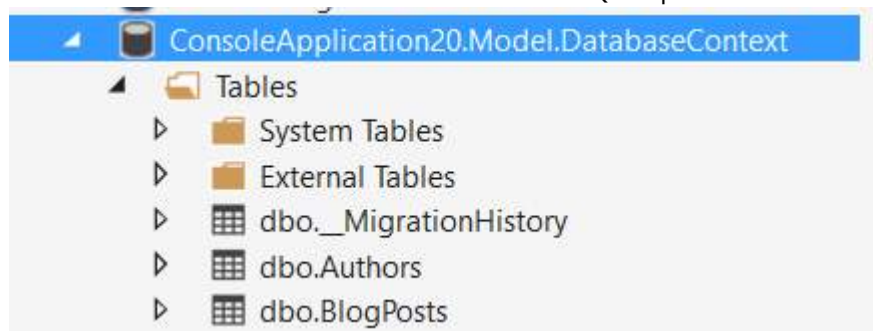 ConsoleApplication20.Model.DatabaseContext
Tables
System Tables
External Tables
dbo.__MigrationHistory
dbo.Authors
dbo.BlogPosts